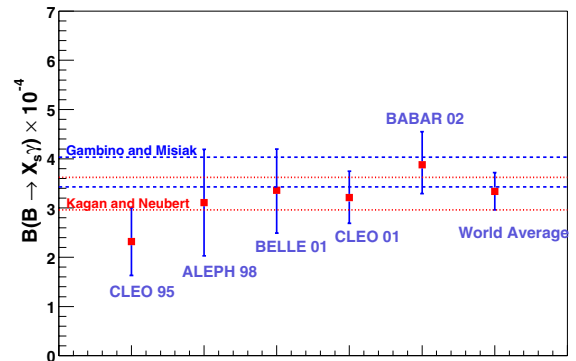 B(B → X_sγ) × 10^-4
7
6
5
4
3
2
1
0
BABAR 02
Gambino and Misiak
Kagan and Neubert
World Average
CLEO 01
BELLE 01
ALEPH 98
CLEO 95